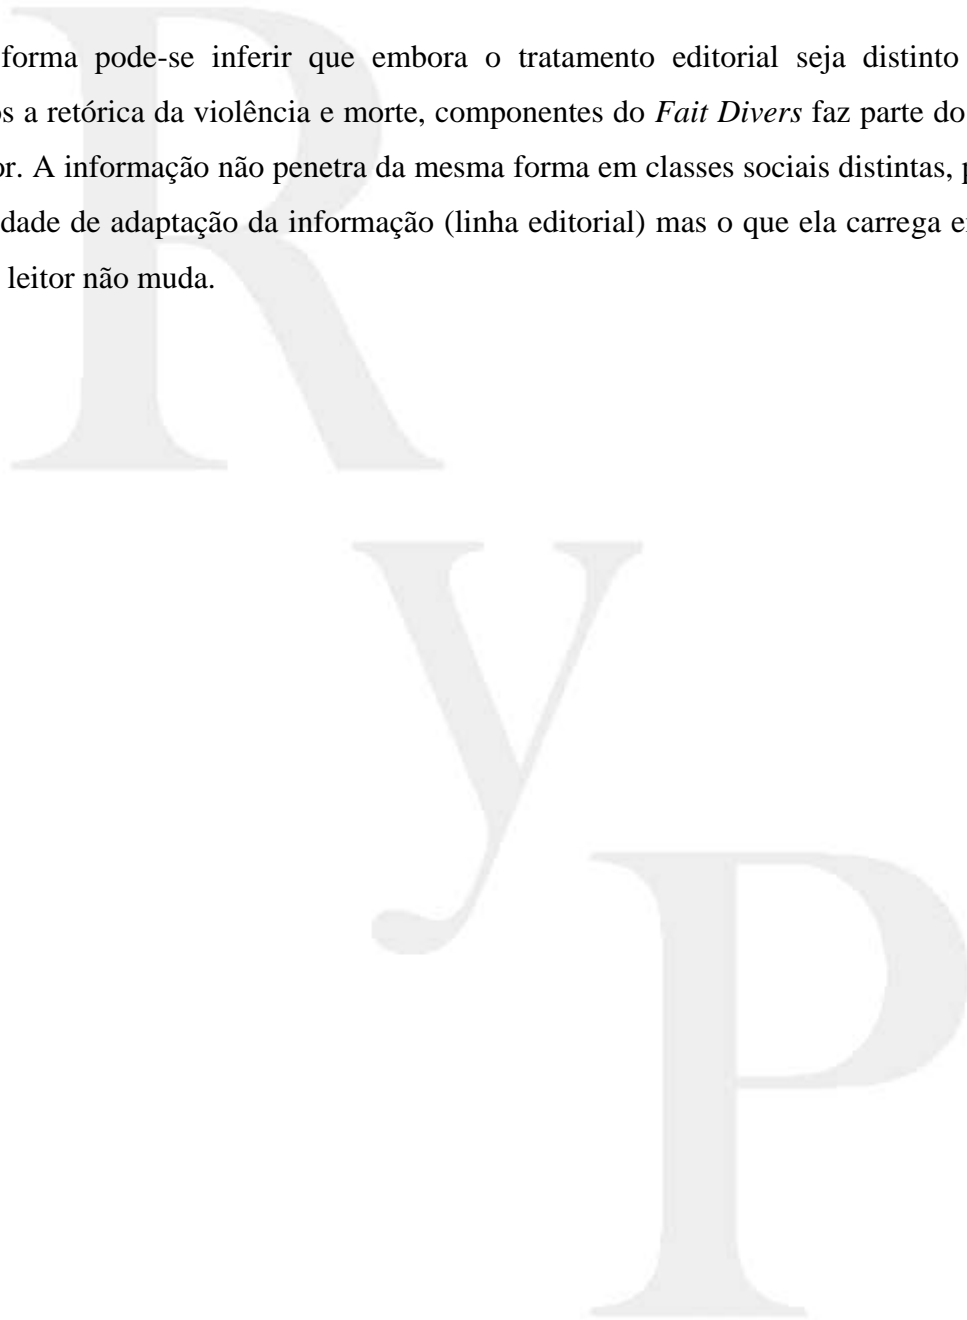 forma pode-se inferir que embora o tratamento editorial seja distinto
a retórica da violência e morte, componentes do Fait Divers faz parte do
A informação não penetra da mesma forma em classes sociais distintas,
de adaptação da informação (linha editorial) mas o que ela carrega
leitor não muda.
R
y
P